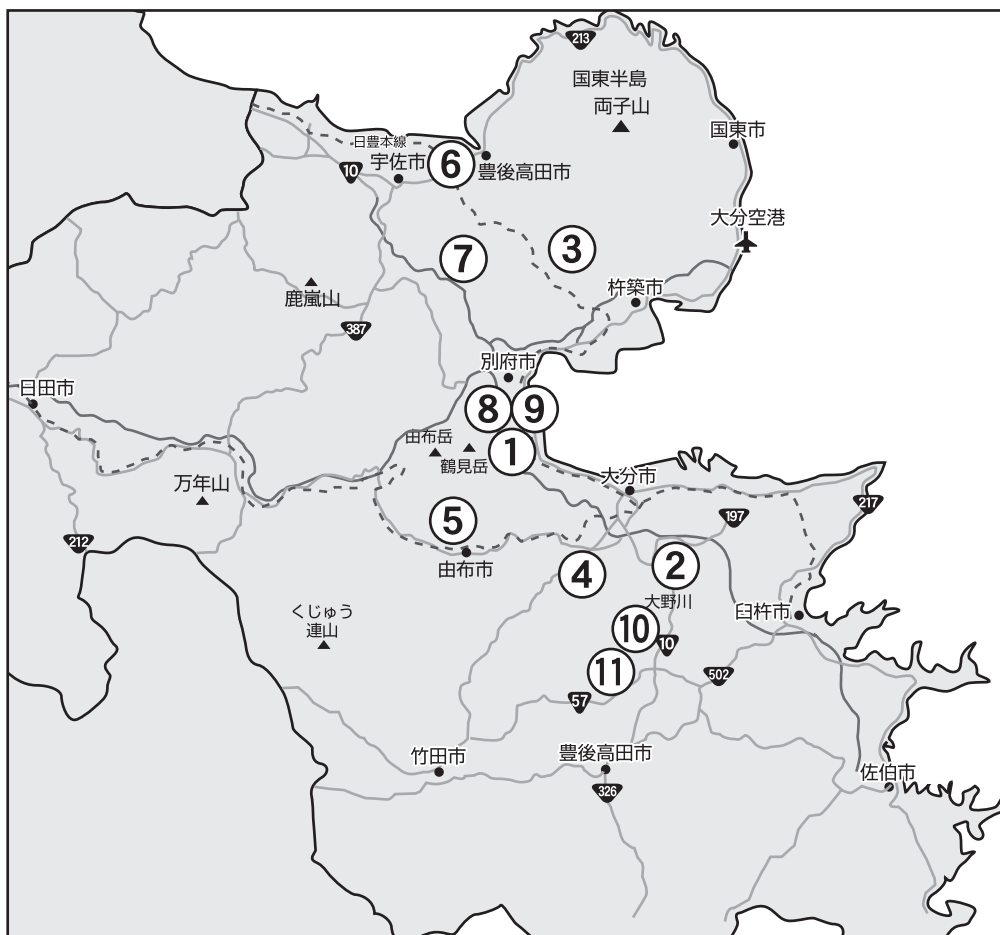 213
国東半島
両子山
国東市
日豊本線
宇佐市
10
6
豊後高田市
大分空港
7
3
杵築市
鹿嵐山
387
別府市
日田市
8
9
由布岳
鶴見岳
1
大分市
万年山
217
5
197
212
由布市
4
2
大野川
くじゅう
連山
臼杵市
10
10
11
502
57
竹田市
豊後高田市
佐伯市
326